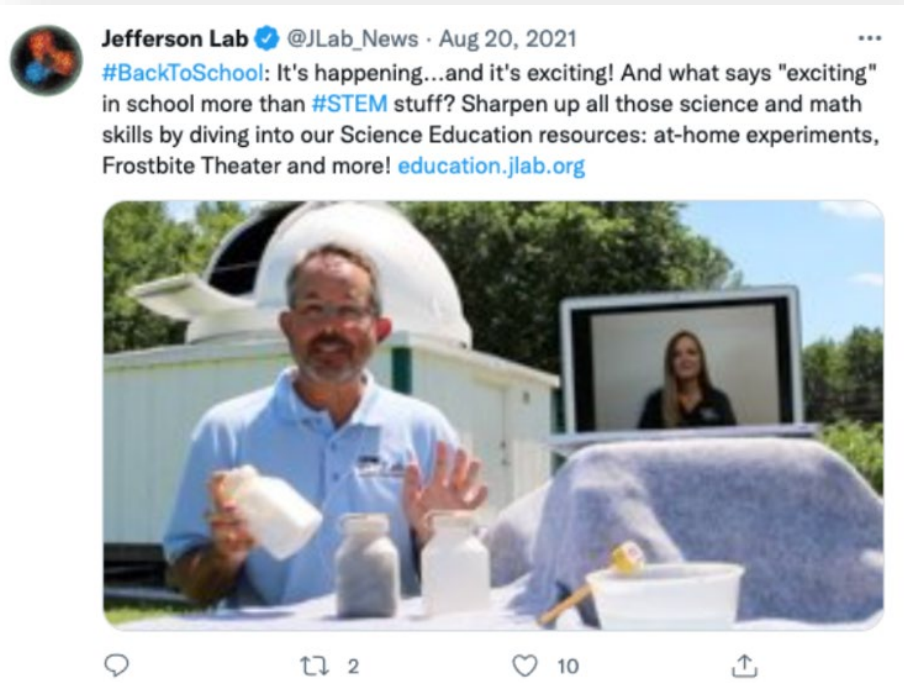 Jefferson Lab @JLab_News · Aug 20, 2021
#BackToSchool: It's happening...and it's exciting! And what says "exciting"
in school more than #STEM stuff? Sharpen up all those science and math
skills by diving into our Science Education resources: at-home experiments,
Frostbite Theater and more! education.jlab.org
2 10